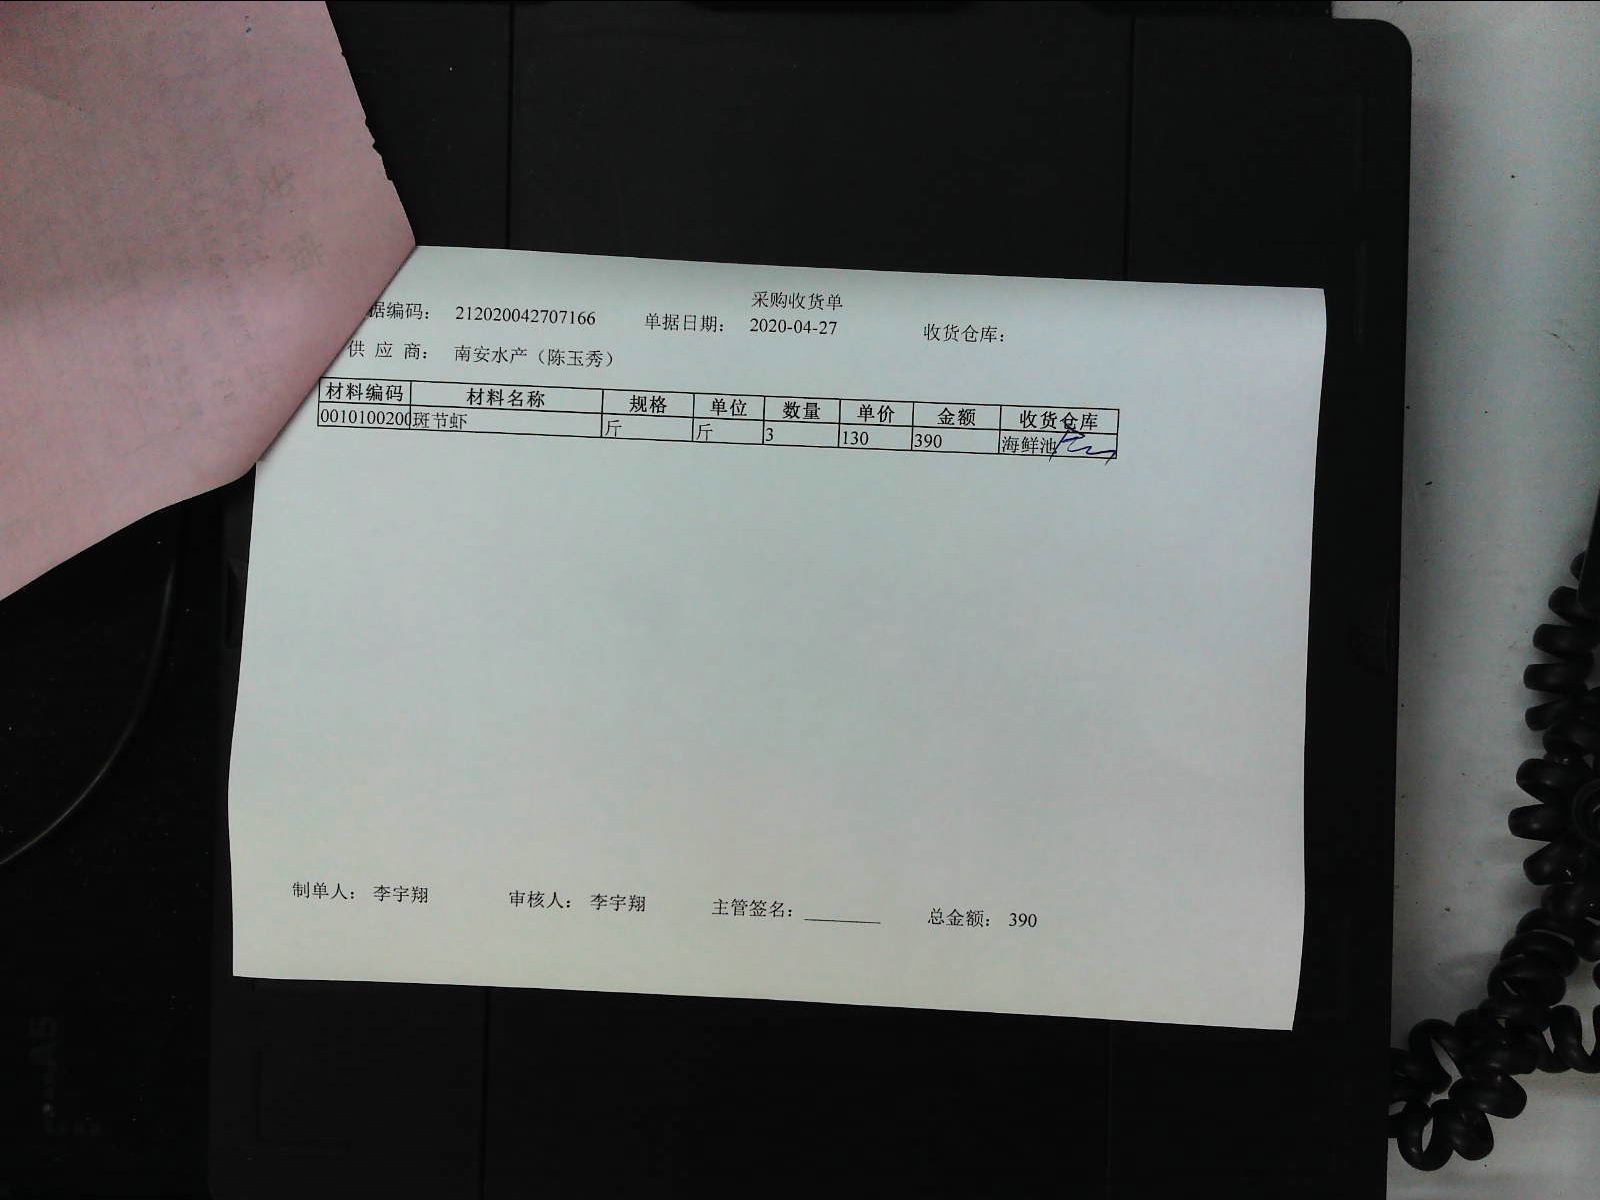 采购收货单
据编码： 212020042707166 单据日期： 2020-04-27 收货仓库：
供 应 商： 南安水产（陈玉秀）
材料编码 材料名称 规格 单位 数量 单价 金额 收货仓库
0010100200 斑节虾 斤 斤 3 130 390 海鲜池
制单人： 李宇翔 审核人： 李宇翔 主管签名：________ 总金额： 390